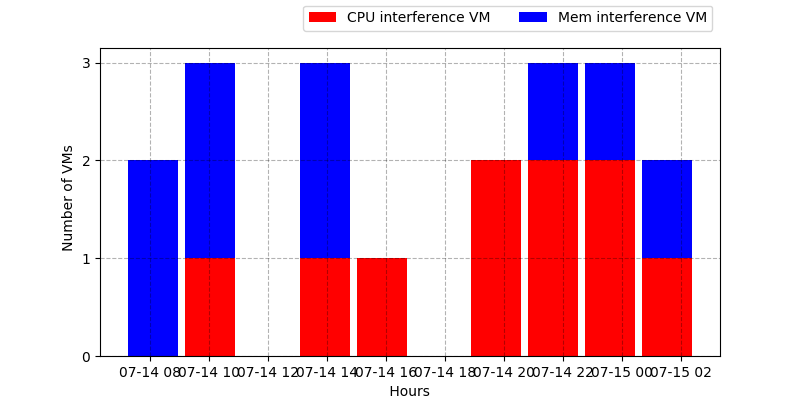 CPU interference VM Mem interference VM
3
2
1
0
Number of VMs
07-14 08 07-14 10 07-14 12 07-14 14 07-14 16 07-14 18 07-14 20 07-14 22 07-15 00 07-15 02
Hours